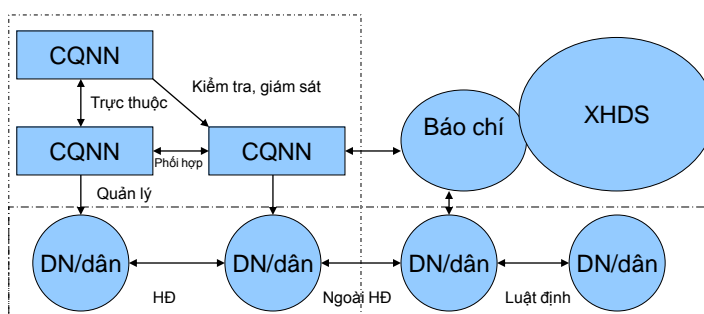 CQNN
Kiểm tra, giám sát
Trực thuộc
Báo chí
XHDS
CQNN
Phối hợp
CQNN
Quản lý
DN/dân
DN/dân
DN/dân
DN/dân
HĐ
Ngoài HĐ
Luật định